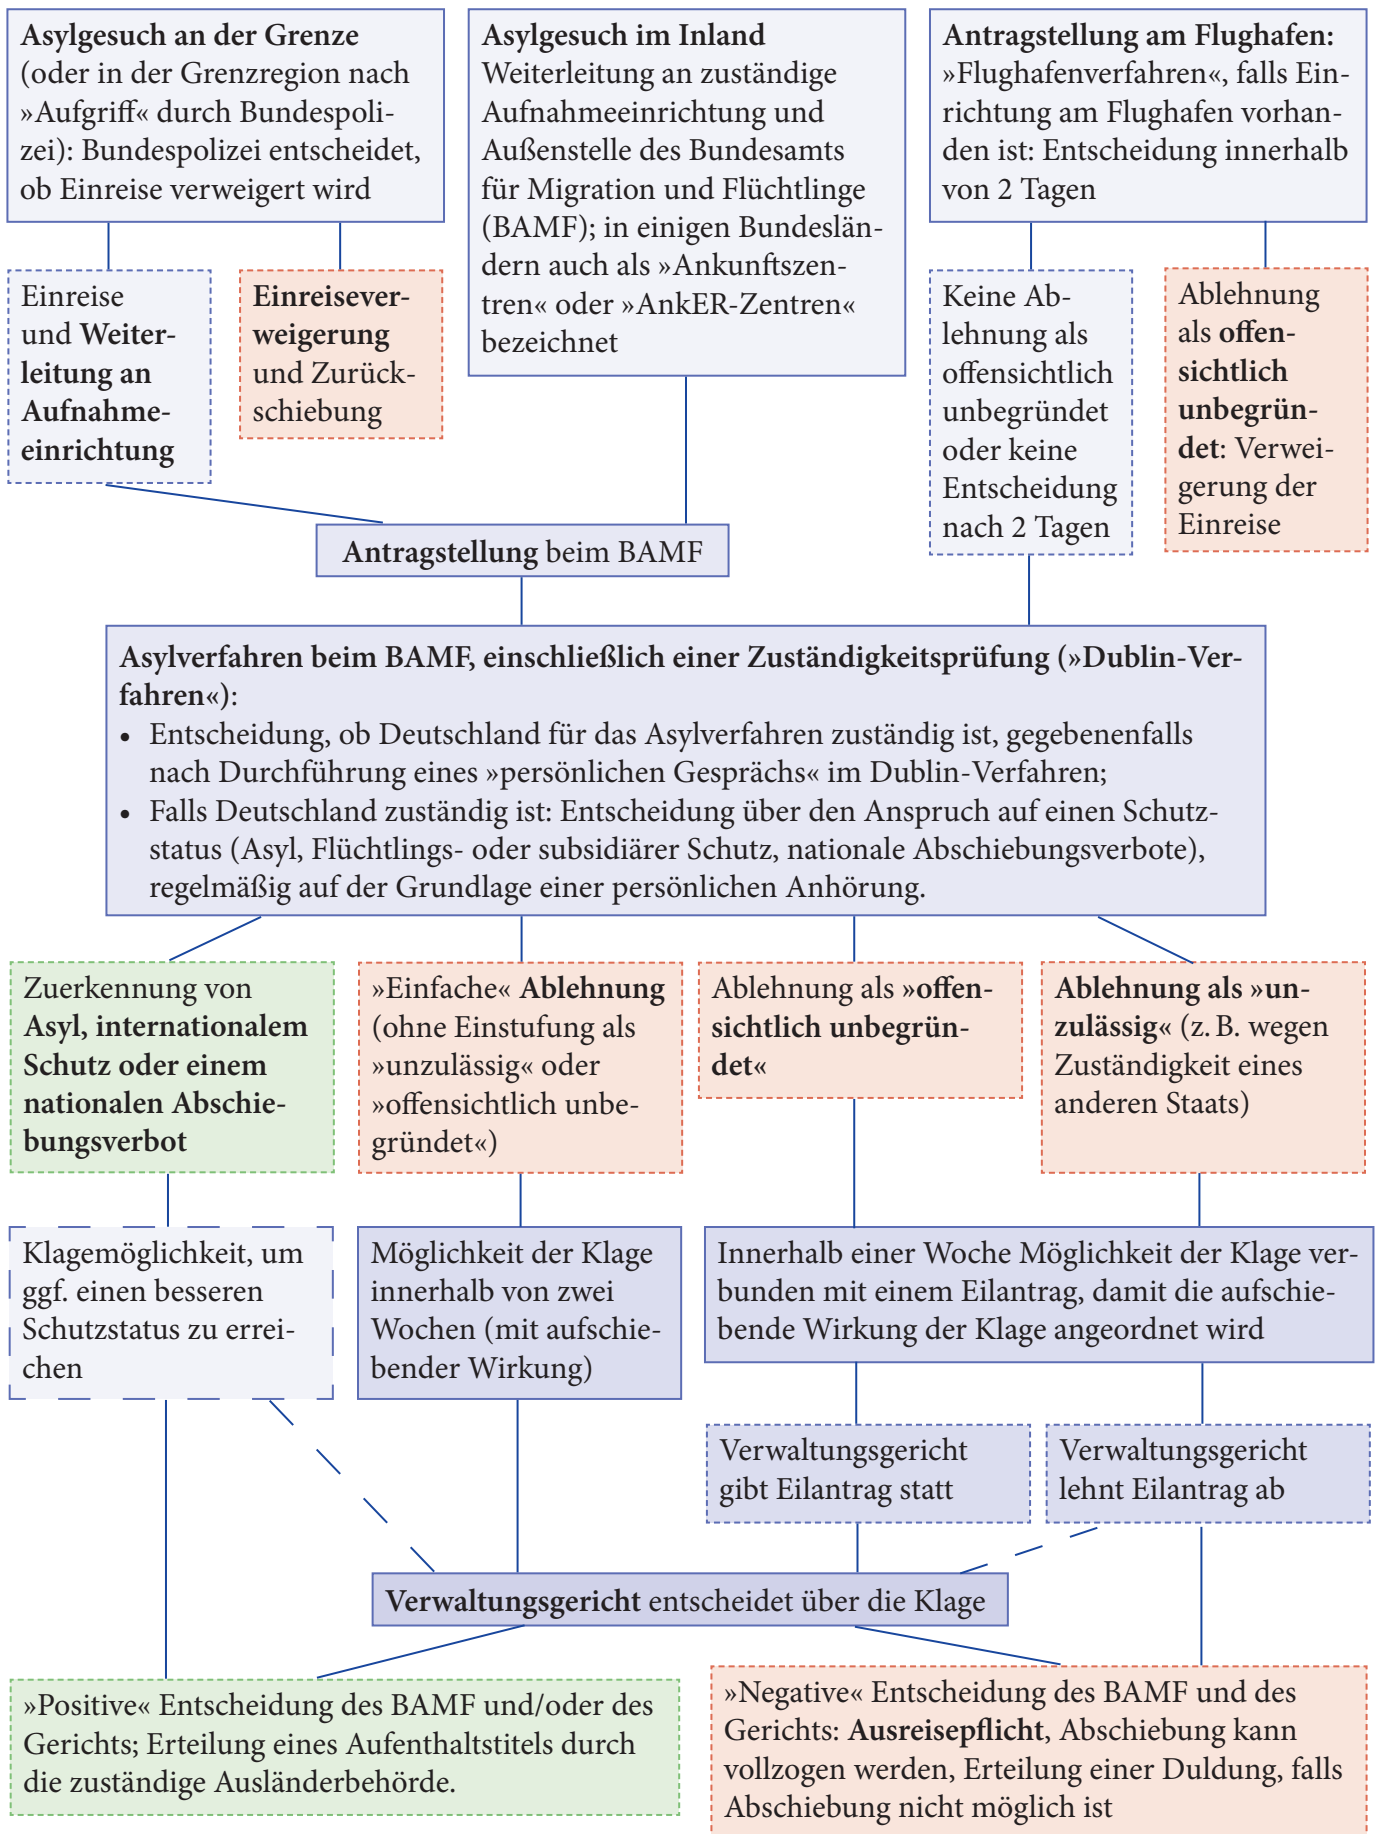 Asylgesuch an der Grenze
(oder in der Grenzregion nach
»Aufgriff« durch Bundespoli-
zei): Bundespolizei entscheidet,
ob Einreise verweigert wird
Asylgesuch im Inland
Weiterleitung an zuständige
Aufnahmeeinrichtung und
Außenstelle des Bundesamts
für Migration und Flüchtlinge
(BAMF); in einigen Bundeslän-
dern auch als »Ankunftszen-
tren« oder »AnkER-Zentren«
bezeichnet
Antragstellung am Flughafen:
»Flughafenverfahren«, falls Ein-
richtung am Flughafen vorhan-
den ist: Entscheidung innerhalb
von 2 Tagen
Einreise
und Weiter-
leitung an
Aufnahme-
einrichtung
Einreisever-
weigerung
und Zurück-
schiebung
Keine Ab-
lehnung als
offensichtlich
unbegründet
oder keine
Entscheidung
nach 2 Tagen
Ablehnung
als offen-
sichtlich
unbegrün-
det: Verwei-
gerung der
Einreise
Antragstellung beim BAMF
Asylverfahren beim BAMF, einschließlich einer Zuständigkeitsprüfung (»Dublin-Ver-
fahren«):
• Entscheidung, ob Deutschland für das Asylverfahren zuständig ist, gegebenenfalls
nach Durchführung eines »persönlichen Gesprächs« im Dublin-Verfahren;
• Falls Deutschland zuständig ist: Entscheidung über den Anspruch auf einen Schutz-
status (Asyl, Flüchtlings- oder subsidiärer Schutz, nationale Abschiebungsverbote),
regelmäßig auf der Grundlage einer persönlichen Anhörung.
Zuerkennung von
Asyl, internationalem
Schutz oder einem
nationalen Abschie-
bungsverbot
»Einfache« Ablehnung
(ohne Einstufung als
»unzulässig« oder
»offensichtlich unbe-
gründet«)
Ablehnung als »offen-
sichtlich unbegrün-
det«
Ablehnung als »un-
zulässig« (z. B. wegen
Zuständigkeit eines
anderen Staats)
Klagemöglichkeit, um
ggf. einen besseren
Schutzstatus zu errei-
chen
Möglichkeit der Klage
innerhalb von zwei
Wochen (mit aufschie-
bender Wirkung)
Innerhalb einer Woche Möglichkeit der Klage ver-
bunden mit einem Eilantrag, damit die aufschie-
bende Wirkung der Klage angeordnet wird
Verwaltungsgericht
gibt Eilantrag statt
Verwaltungsgericht
lehnt Eilantrag ab
Verwaltungsgericht entscheidet über die Klage
»Positive« Entscheidung des BAMF und/oder des
Gerichts; Erteilung eines Aufenthaltstitels durch
die zuständige Ausländerbehörde.
»Negative« Entscheidung des BAMF und des
Gerichts: Ausreisepflicht, Abschiebung kann
vollzogen werden, Erteilung einer Duldung, falls
Abschiebung nicht möglich ist